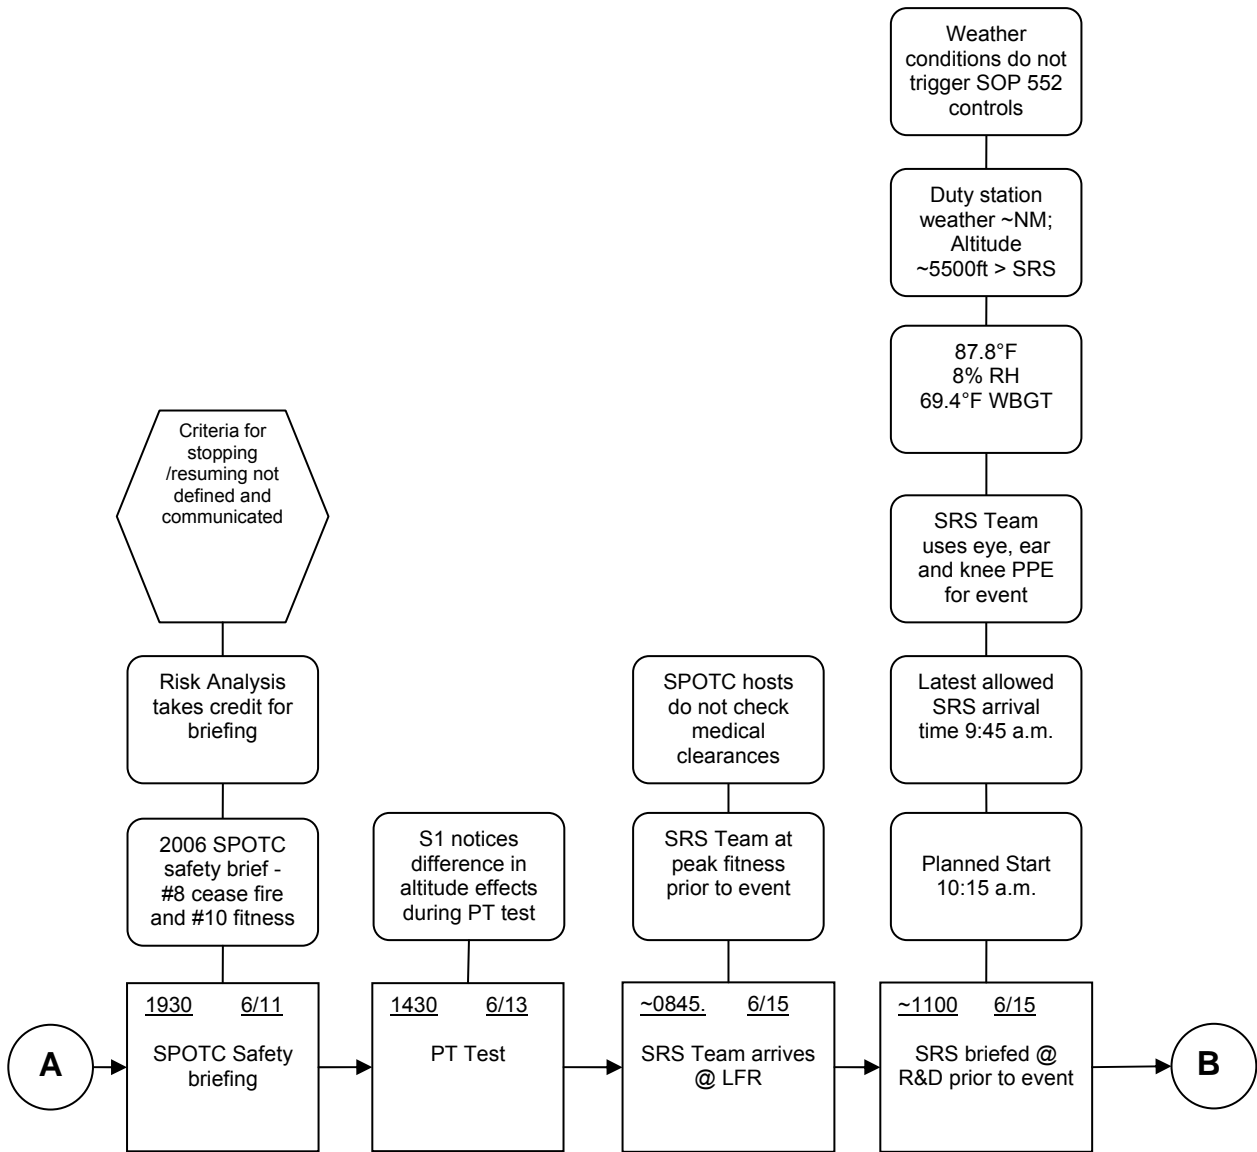 Weather
conditions do not
trigger SOP 552
controls
Duty station
weather ~NM;
Altitude
~5500ft > SRS
87.8°F
8% RH
69.4°F WBGT
Criteria for
stopping
/resuming not
defined and
communicated
SRS Team
uses eye, ear
and knee PPE
for event
Risk Analysis
takes credit for
briefing
SPOTC hosts
do not check
medical
clearances
Latest allowed
SRS arrival
time 9:45 a.m.
2006 SPOTC
safety brief -
#8 cease fire
and #10 fitness
S1 notices
difference in
altitude effects
during PT test
SRS Team at
peak fitness
prior to event
Planned Start
10:15 a.m.
A
1930 6/11
SPOTC Safety
briefing
1430 6/13
PT Test
~0845. 6/15
SRS Team arrives
@ LFR
~1100 6/15
SRS briefed @
R&D prior to event
B